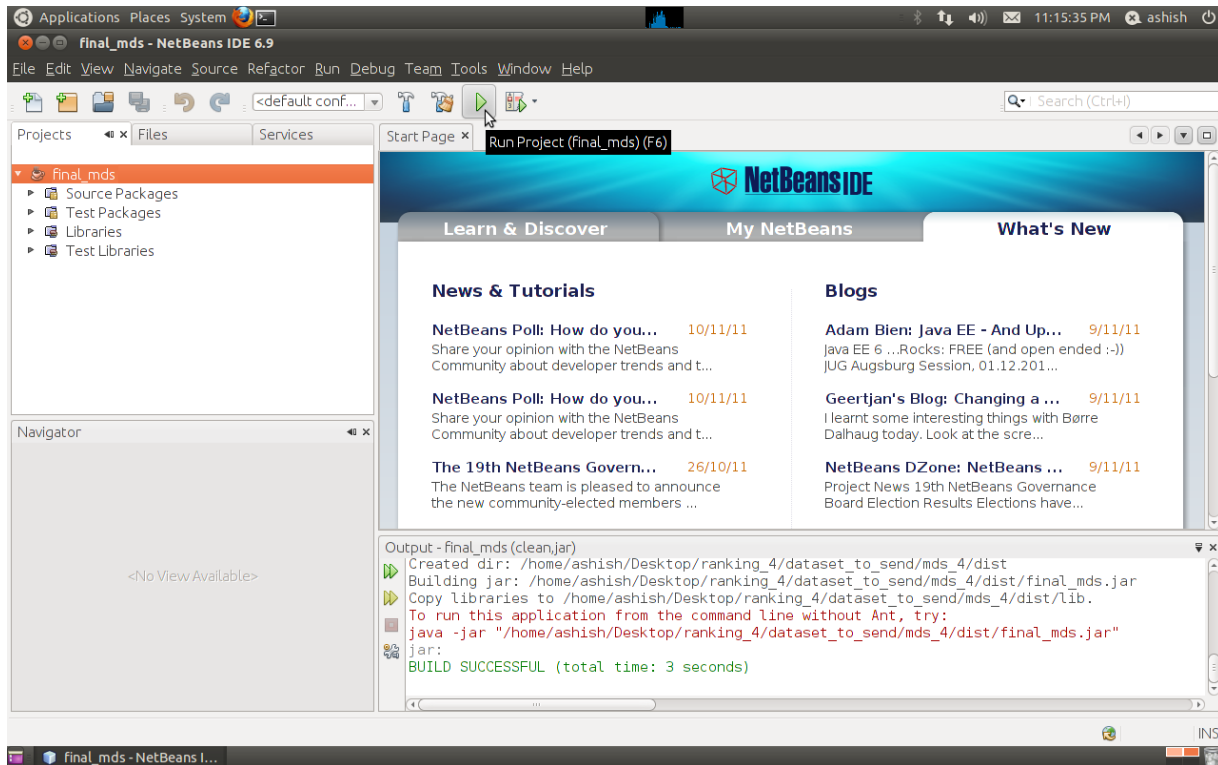 Applications Places System 11:15:35 PM ashish
final_mds - NetBeans IDE 6.9
File Edit View Navigate Source Refactor Run Debug Team Tools Window Help
<default conf... Search (Ctrl+I)
Projects Files Services
Start Page
Run Project (final_mds) (F6)
final_mds
Source Packages
Test Packages
Libraries
Test Libraries
NetBeans IDE
Learn & Discover My NetBeans What's New
News & Tutorials
NetBeans Poll: How do you... 10/11/11
Share your opinion with the NetBeans
Community about developer trends and t...
NetBeans Poll: How do you... 10/11/11
Share your opinion with the NetBeans
Community about developer trends and t...
The 19th NetBeans Govern... 26/10/11
The NetBeans team is pleased to announce
the new community-elected members ...
Blogs
Adam Bien: Java EE - And Up... 9/11/11
Java EE 6 ...Rocks: FREE (and open ended :-))
JUG Augsburg Session, 01.12.201...
Geertjan's Blog: Changing a ... 9/11/11
I learnt some interesting things with Børre
Dalhaug today. Look at the scre...
NetBeans DZone: NetBeans ... 9/11/11
Project News 19th NetBeans Governance
Board Election Results Elections have...
Navigator
<No View Available>
Output - final_mds (clean,jar)
Created dir: /home/ashish/Desktop/ranking_4/dataset_to_send/mds_4/dist
Building jar: /home/ashish/Desktop/ranking_4/dataset_to_send/mds_4/dist/final_mds.jar
Copy libraries to /home/ashish/Desktop/ranking_4/dataset_to_send/mds_4/dist/lib.
To run this application from the command line without Ant, try:
java -jar "/home/ashish/Desktop/ranking_4/dataset_to_send/mds_4/dist/final_mds.jar"
jar:
BUILD SUCCESSFUL (total time: 3 seconds)
INS
final_mds - NetBeans I...